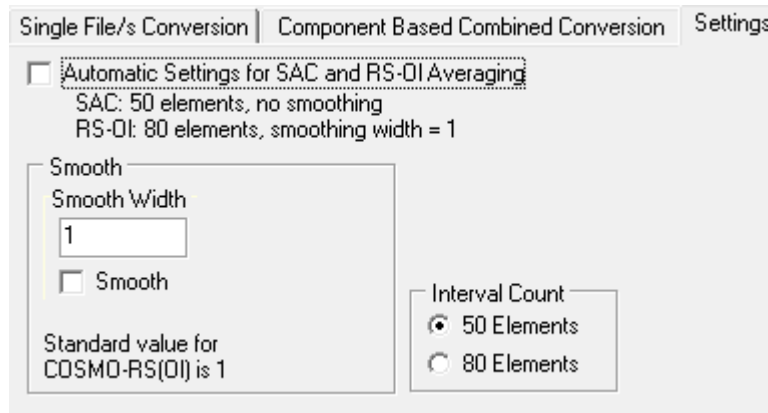 Single File/s Conversion Component Based Combined Conversion Settings
Automatic Settings for SAC and RS-OI Averaging
SAC: 50 elements, no smoothing
RS-OI: 80 elements, smoothing width = 1
Smooth
Smooth Width
1
Smooth
Standard value for
COSMO-RS(OI) is 1
Interval Count
50 Elements
80 Elements